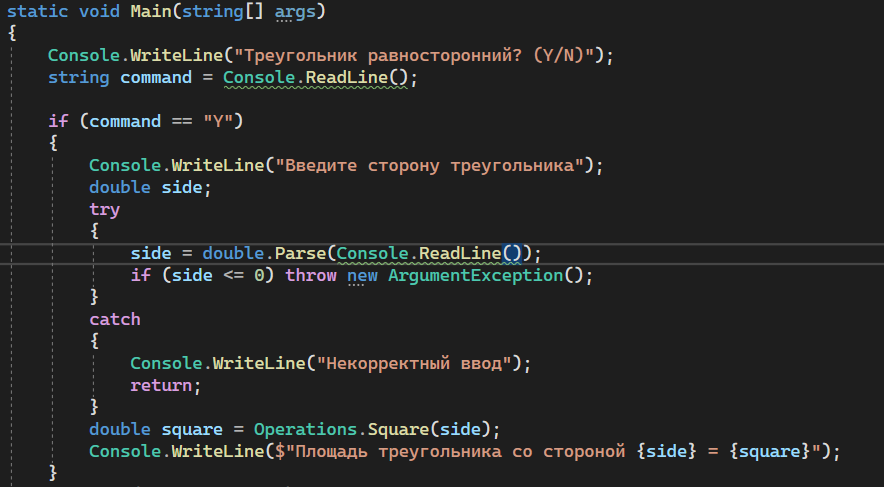 static void Main(string[] args)
{
Console.WriteLine("Треугольник равносторонний? (Y/N)");
string command = Console.ReadLine();
if (command == "Y")
{
Console.WriteLine("Введите сторону треугольника");
double side;
try
{
side = double.Parse(Console.ReadLine());
if (side <= 0) throw new ArgumentException();
}
catch
{
Console.WriteLine("Некорректный ввод");
return;
}
double square = Operations.Square(side);
Console.WriteLine($"Площадь треугольника со стороной {side} = {square}");
}